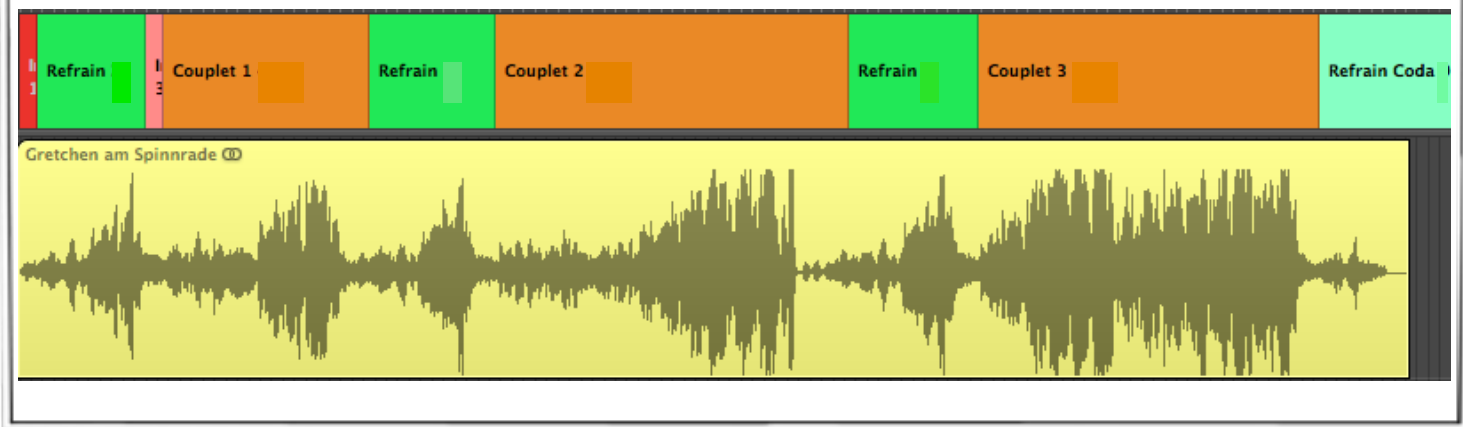 Refrain
Couplet 1
Refrain
Couplet 2
Refrain
Couplet 3
Refrain Coda
Gretchen am Spinnrade